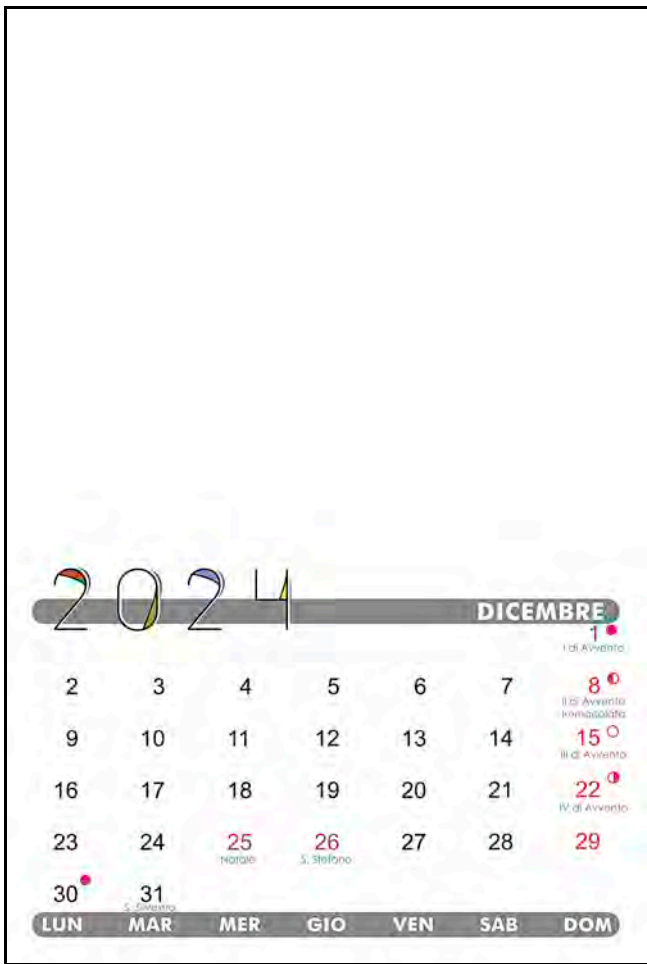 2024
DICEMBRE
1
I di Avvento
2 3 4 5 6 7 8
II di Avvento
Immacolata
9 10 11 12 13 14 15
III di Avvento
16 17 18 19 20 21 22
IV di Avvento
23 24 25 26 27 28 29
Natale S. Stefano
30 31
S. Silvestro
LUN MAR MER GIO VEN SAB DOM